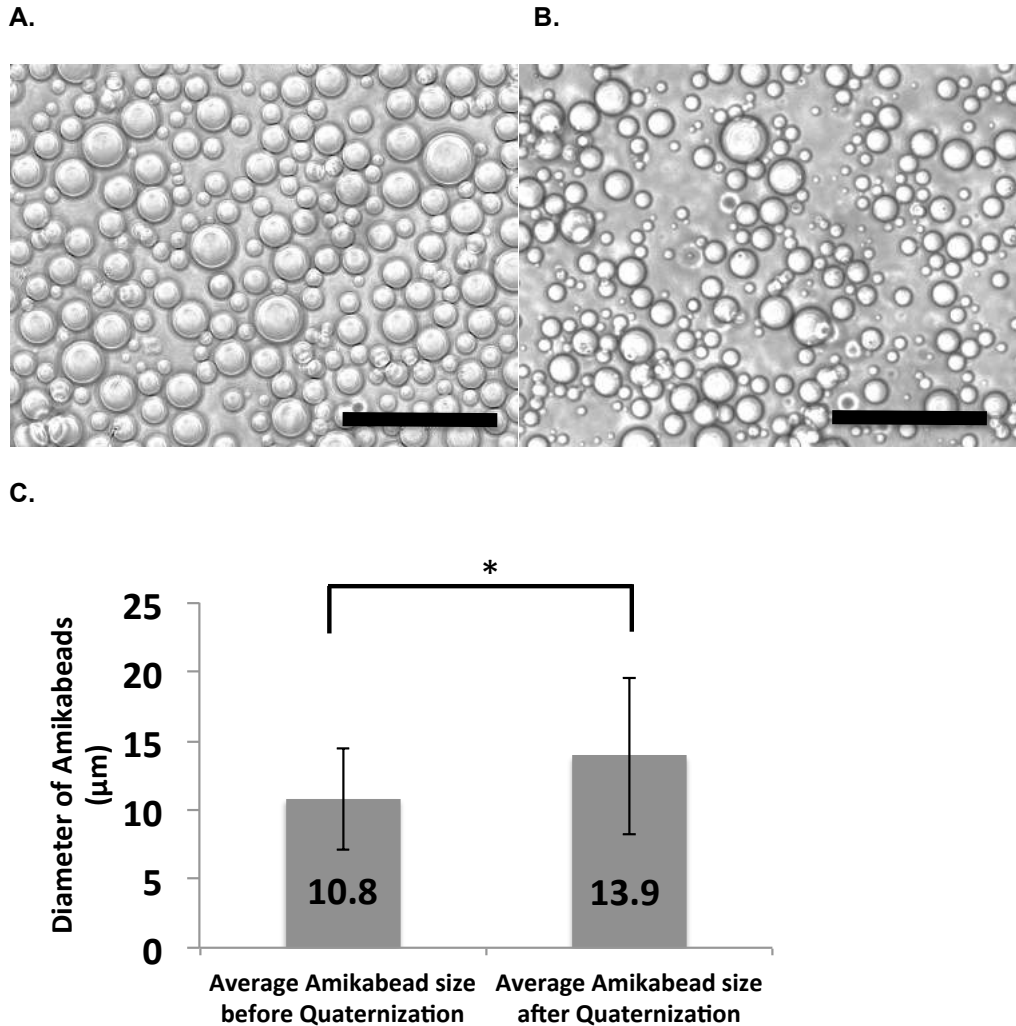 A.
B.
C.
*
Diameter of Amikabeads
(μm)
25
20
15
10
5
0
10.8
13.9
Average Amikabead size
before Quaternization
Average Amikabead size
after Quaternization